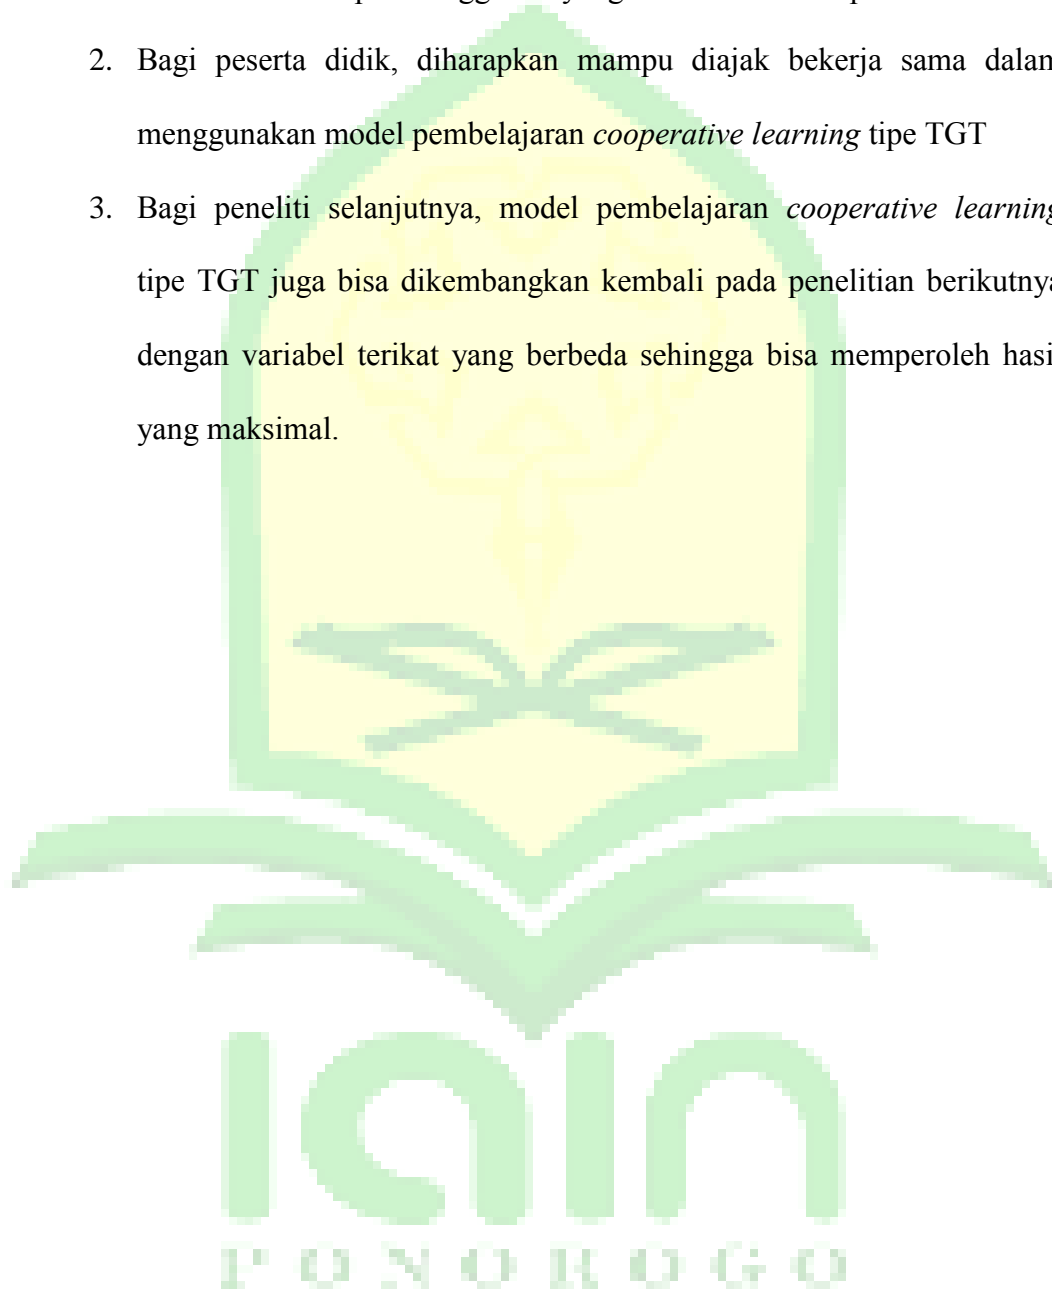 2. Bagi peserta didik, diharapkan mampu diajak bekerja sama dalam
menggunakan model pembelajaran cooperative learning tipe TGT
3. Bagi peneliti selanjutnya, model pembelajaran cooperative learning
tipe TGT juga bisa dikembangkan kembali pada penelitian berikutnya
dengan variabel terikat yang berbeda sehingga bisa memperoleh hasil
yang maksimal.
iain
PONOROGO